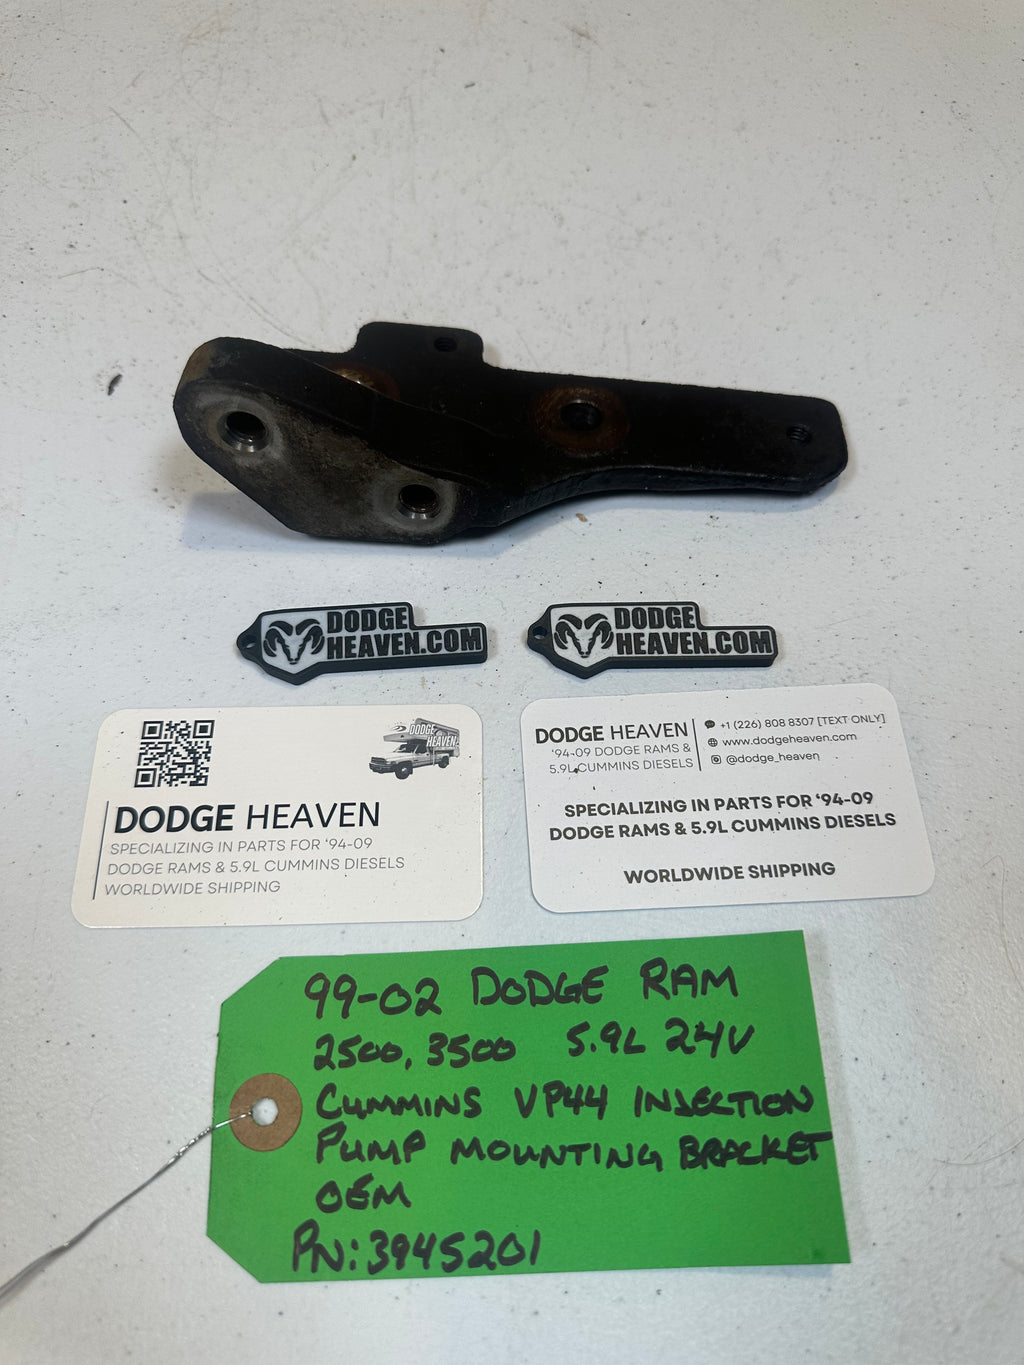 DODGE
HEAVEN.COM
DODGE
HEAVEN.COM
DODGE
HEAVEN
DODGE HEAVEN
SPECIALIZING IN PARTS FOR '94-09
DODGE RAMS & 5.9L CUMMINS DIESELS
WORLDWIDE SHIPPING
DODGE HEAVEN
'94-09 DODGE RAMS &
5.9L CUMMINS DIESELS
+1 (226) 808 8307 [TEXT ONLY]
www.dodgeheaven.com
@dodge_heaven
SPECIALIZING IN PARTS FOR '94-09
DODGE RAMS & 5.9L CUMMINS DIESELS
WORLDWIDE SHIPPING
99-02 DODGE RAM
2500, 3500 5.9L 24V
CUMMINS VP44 INJECTION
PUMP MOUNTING BRACKET
OEM
PN: 3945201